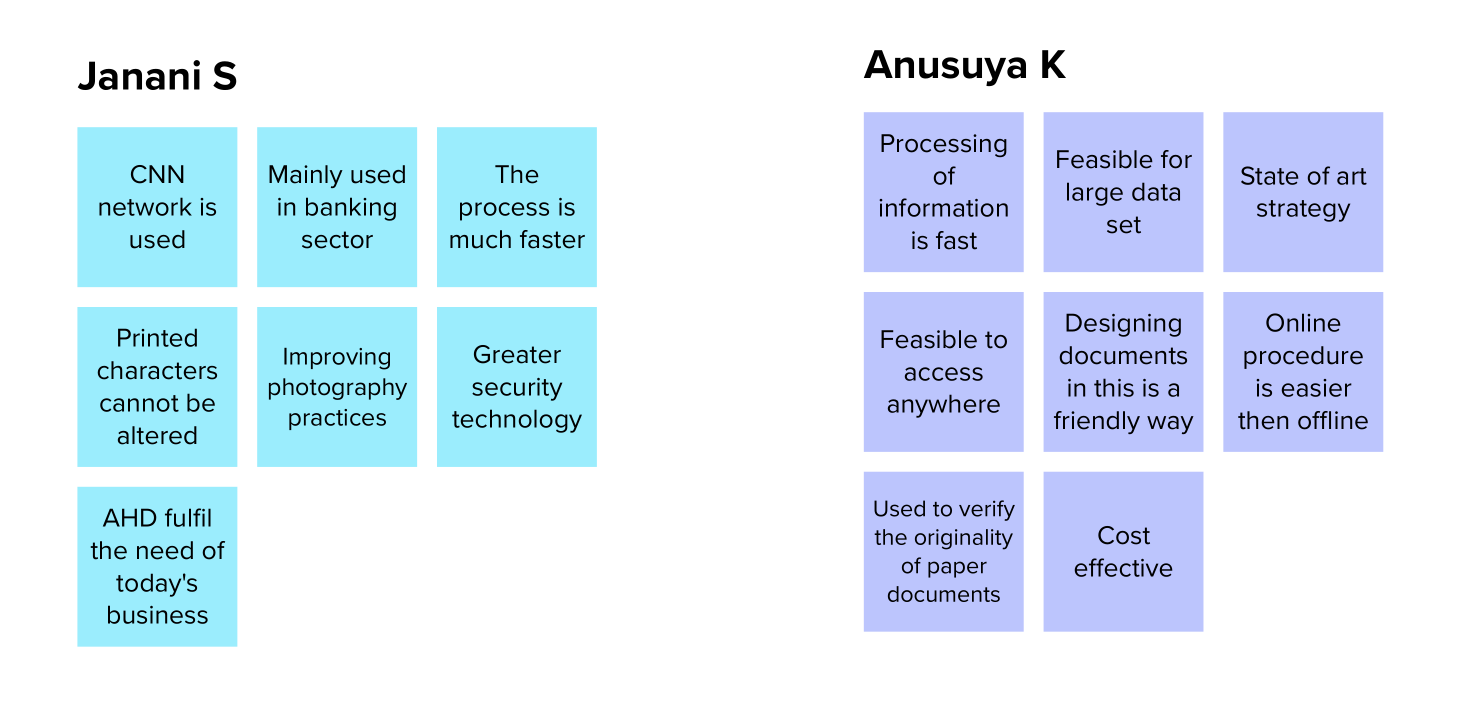 Janani S
CNN
network is
used
Mainly used
in banking
sector
The
process is
much faster
Printed
characters
cannot be
altered
Improving
photography
practices
Greater
security
technology
AHD fulfil
the need of
today's
business
Anusuya K
Processing
of
information
is fast
Feasible for
large data
set
State of art
strategy
Feasible to
access
anywhere
Designing
documents
in this is a
friendly way
Online
procedure
is easier
then offline
Used to verify
the originality
of paper
documents
Cost
effective